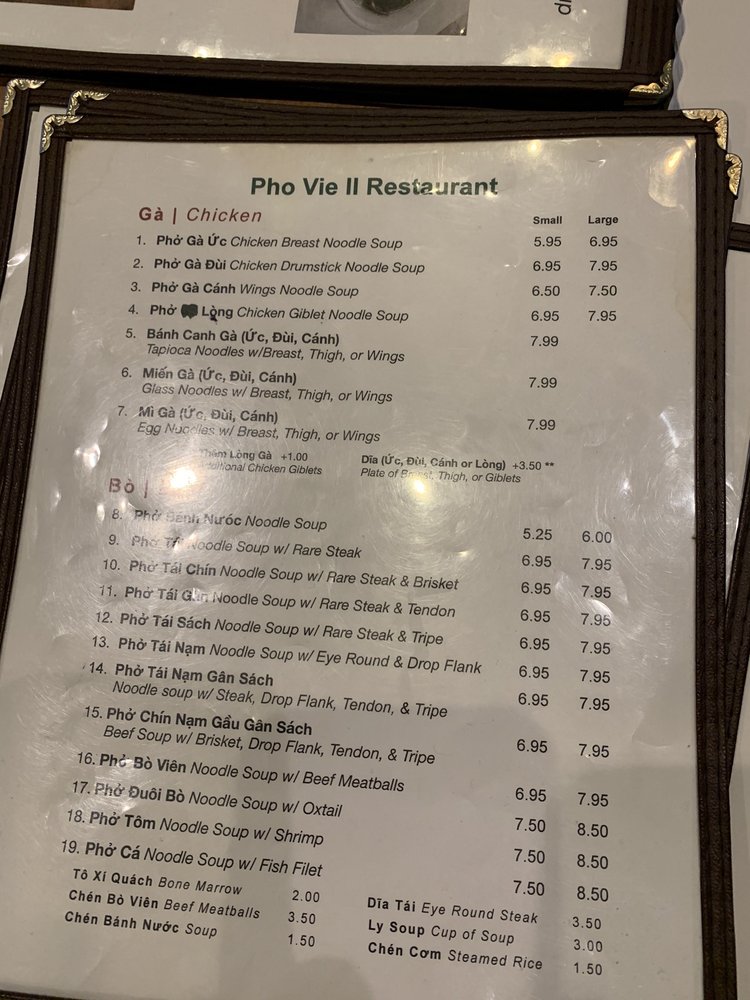 Pho Vie II Restaurant
Gà | Chicken Small Large
1. Phở Gà Ức Chicken Breast Noodle Soup 5.95 6.95
2. Phở Gà Đùi Chicken Drumstick Noodle Soup 6.95 7.95
3. Phở Gà Cánh Wings Noodle Soup 6.50 7.50
4. Phở Lòng Chicken Giblet Noodle Soup 6.95 7.95
5. Bánh Canh Gà (Ức, Đùi, Cánh) 7.99
Tapioca Noodles w/Breast, Thigh, or Wings
6. Miến Gà (Ức, Đùi, Cánh) 7.99
Glass Noodles w/ Breast, Thigh, or Wings
7. Mì Gà (Ức, Đùi, Cánh) 7.99
Egg Noodles w/ Breast, Thigh, or Wings
Thêm Lòng Gà +1.00
Additional Chicken Giblets
Dĩa (Ức, Đùi, Cánh or Lòng) +3.50 **
Plate of Breast, Thigh, or Giblets
Bò |
8. Phở Bánh Nước Noodle Soup 5.25 6.00
9. Phở Tái Noodle Soup w/ Rare Steak 6.95 7.95
10. Phở Tái Chín Noodle Soup w/ Rare Steak & Brisket 6.95 7.95
11. Phở Tái Gân Noodle Soup w/ Rare Steak & Tendon 6.95 7.95
12. Phở Tái Sách Noodle Soup w/ Rare Steak & Tripe 6.95 7.95
13. Phở Tái Nạm Noodle Soup w/ Eye Round & Drop Flank 6.95 7.95
14. Phở Tái Nạm Gân Sách 6.95 7.95
Noodle soup w/ Steak, Drop Flank, Tendon, & Tripe
15. Phở Chín Nạm Gầu Gân Sách 6.95 7.95
Beef Soup w/ Brisket, Drop Flank, Tendon, & Tripe
16. Phở Bò Viên Noodle Soup w/ Beef Meatballs 6.95 7.95
17. Phở Đuôi Bò Noodle Soup w/ Oxtail 7.50 8.50
18. Phở Tôm Noodle Soup w/ Shrimp 7.50 8.50
19. Phở Cá Noodle Soup w/ Fish Filet 7.50 8.50
Tô Xi Quách Bone Marrow 2.00
Chén Bò Viên Beef Meatballs 3.50
Chén Bánh Nước Soup 1.50
Dĩa Tái Eye Round Steak 3.50
Ly Soup Cup of Soup 3.00
Chén Cơm Steamed Rice 1.50